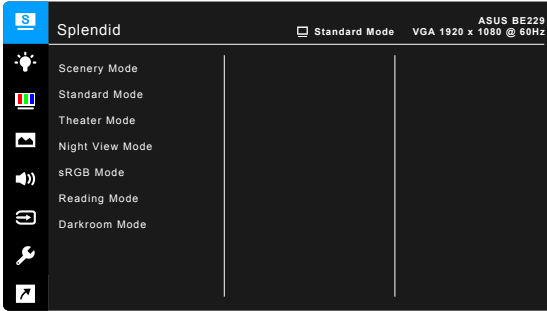 S
Splendid
Standard Mode
ASUS BE229
VGA 1920 x 1080 @ 60Hz
Scenery Mode
Standard Mode
Theater Mode
Night View Mode
sRGB Mode
Reading Mode
Darkroom Mode